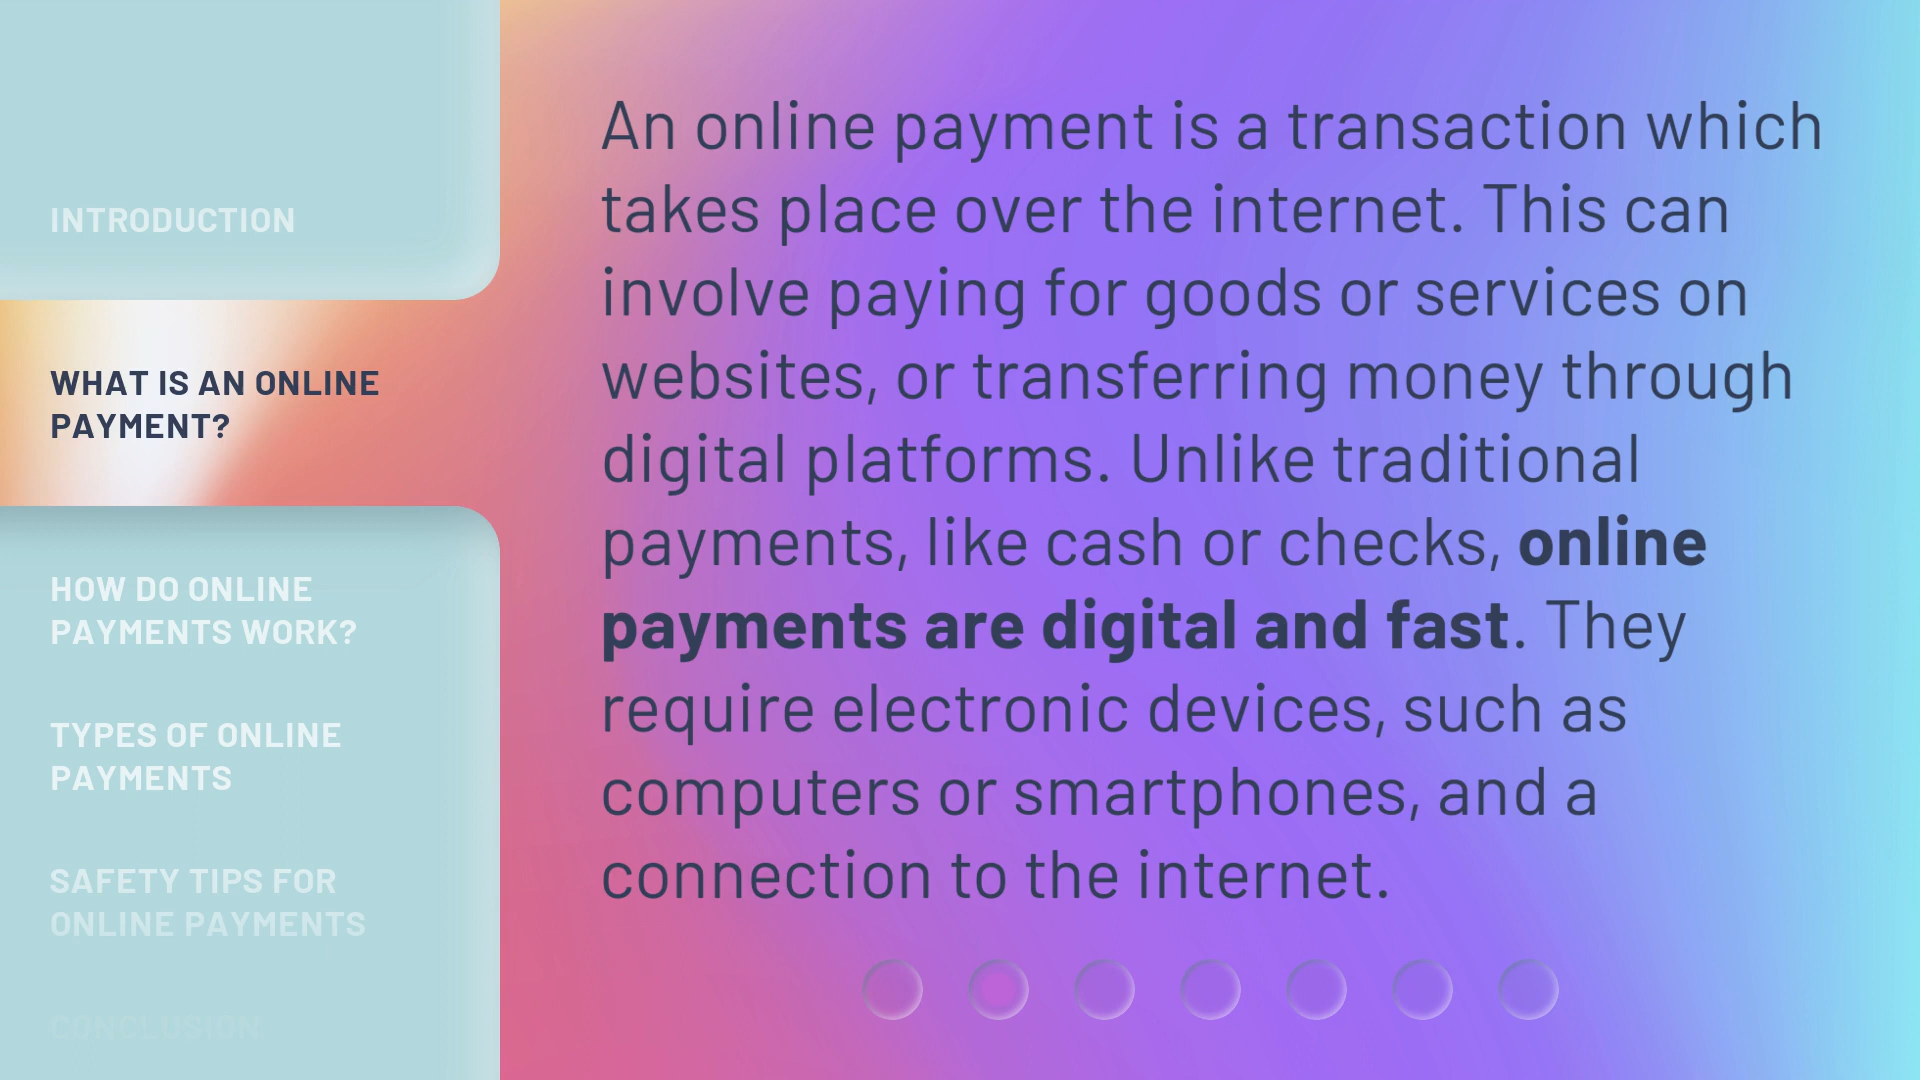 INTRODUCTION
WHAT IS AN ONLINE
PAYMENT?
HOW DO ONLINE
PAYMENTS WORK?
TYPES OF ONLINE
PAYMENTS
SAFETY TIPS FOR
ONLINE PAYMENTS
CONCLUSION
An online payment is a transaction which
takes place over the internet. This can
involve paying for goods or services on
websites, or transferring money through
digital platforms. Unlike traditional
payments, like cash or checks, online
payments are digital and fast. They
require electronic devices, such as
computers or smartphones, and a
connection to the internet.